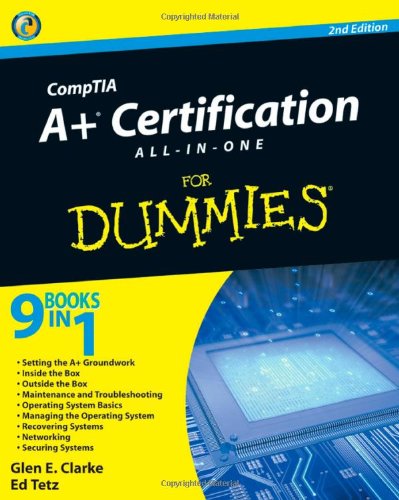 Copyrighted Material
2nd Edition
CompTIA
A+® Certification
ALL-IN-ONE
FOR
DUMMIES®
9 BOOKS
IN 1
• Setting the A+ Groundwork
• Inside the Box
• Outside the Box
• Maintenance and Troubleshooting
• Operating System Basics
• Managing the Operating System
• Recovering Systems
• Networking
• Securing Systems
Glen E. Clarke
Ed Tetz
Copyrighted Material